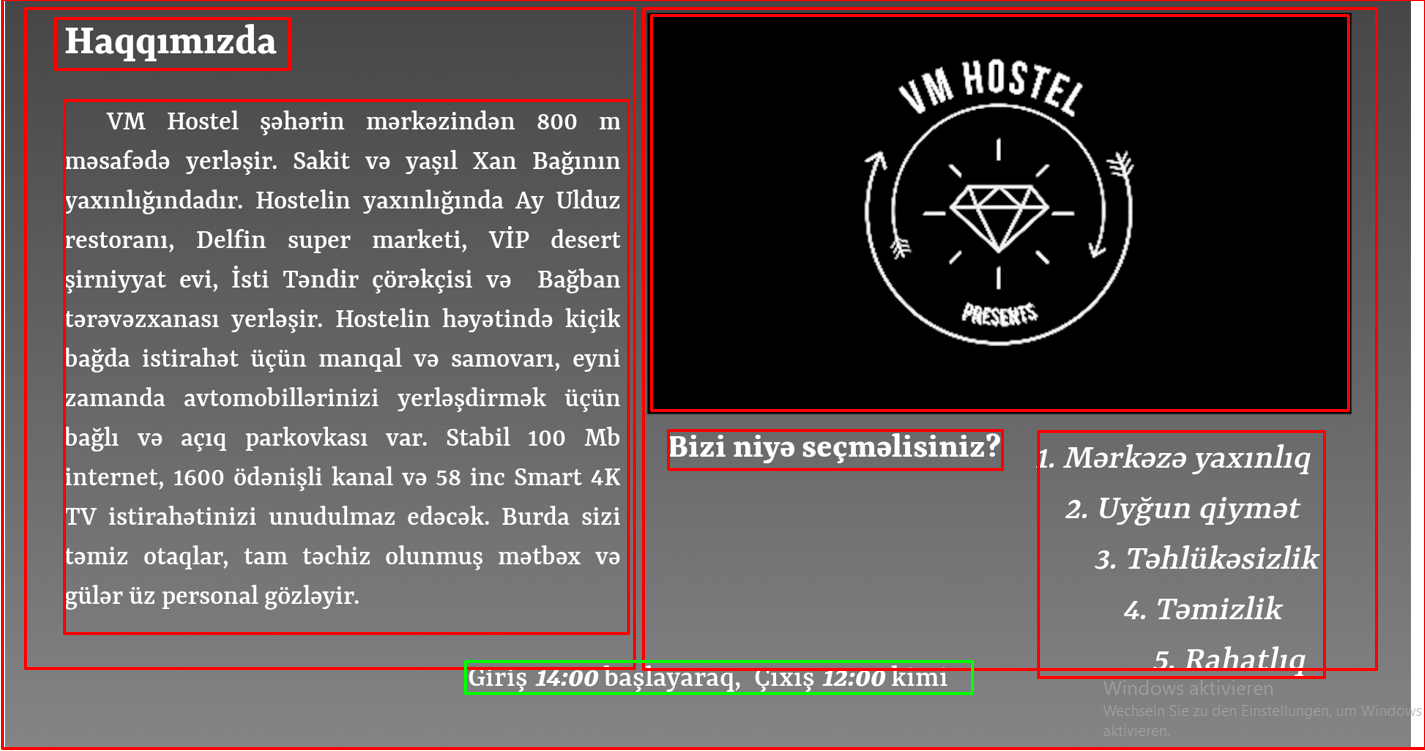 Haqqımızda
VM Hostel şəhərin mərkəzindən 800 m
məsafədə yerləşir. Sakit və yaşıl Xan Bağının
yaxınlığındadır. Hostelin yaxınlığında Ay Ulduz
restoranı, Delfin super marketi, VİP desert
şirniyyat evi, İsti Təndir çörəkçisi və Bağban
tərəvəzxanası yerləşir. Hostelin həyətində kiçik
bağda istirahət üçün manqal və samovarı, eyni
zamanda avtomobillərinizi yerləşdirmək üçün
bağlı və açıq parkovkası var. Stabil 100 Mb
internet, 1600 ödənişli kanal və 58 inc Smart 4K
TV istirahətinizi unudulmaz edəcək. Burda sizi
təmiz otaqlar, tam təchiz olunmuş mətbəx və
gülər üz personal gözləyir.
VM HOSTEL
PRESENTS
Bizi niyə seçməlisiniz?
1. Mərkəzə yaxınlıq
2. Uyğun qiymət
3. Təhlükəsizlik
4. Təmizlik
5. Rahatlıq
Giriş 14:00 başlayaraq, Çıxış 12:00 kimi
Windows aktivieren
Wechseln Sie zu den Einstellungen, um Windows
aktivieren.